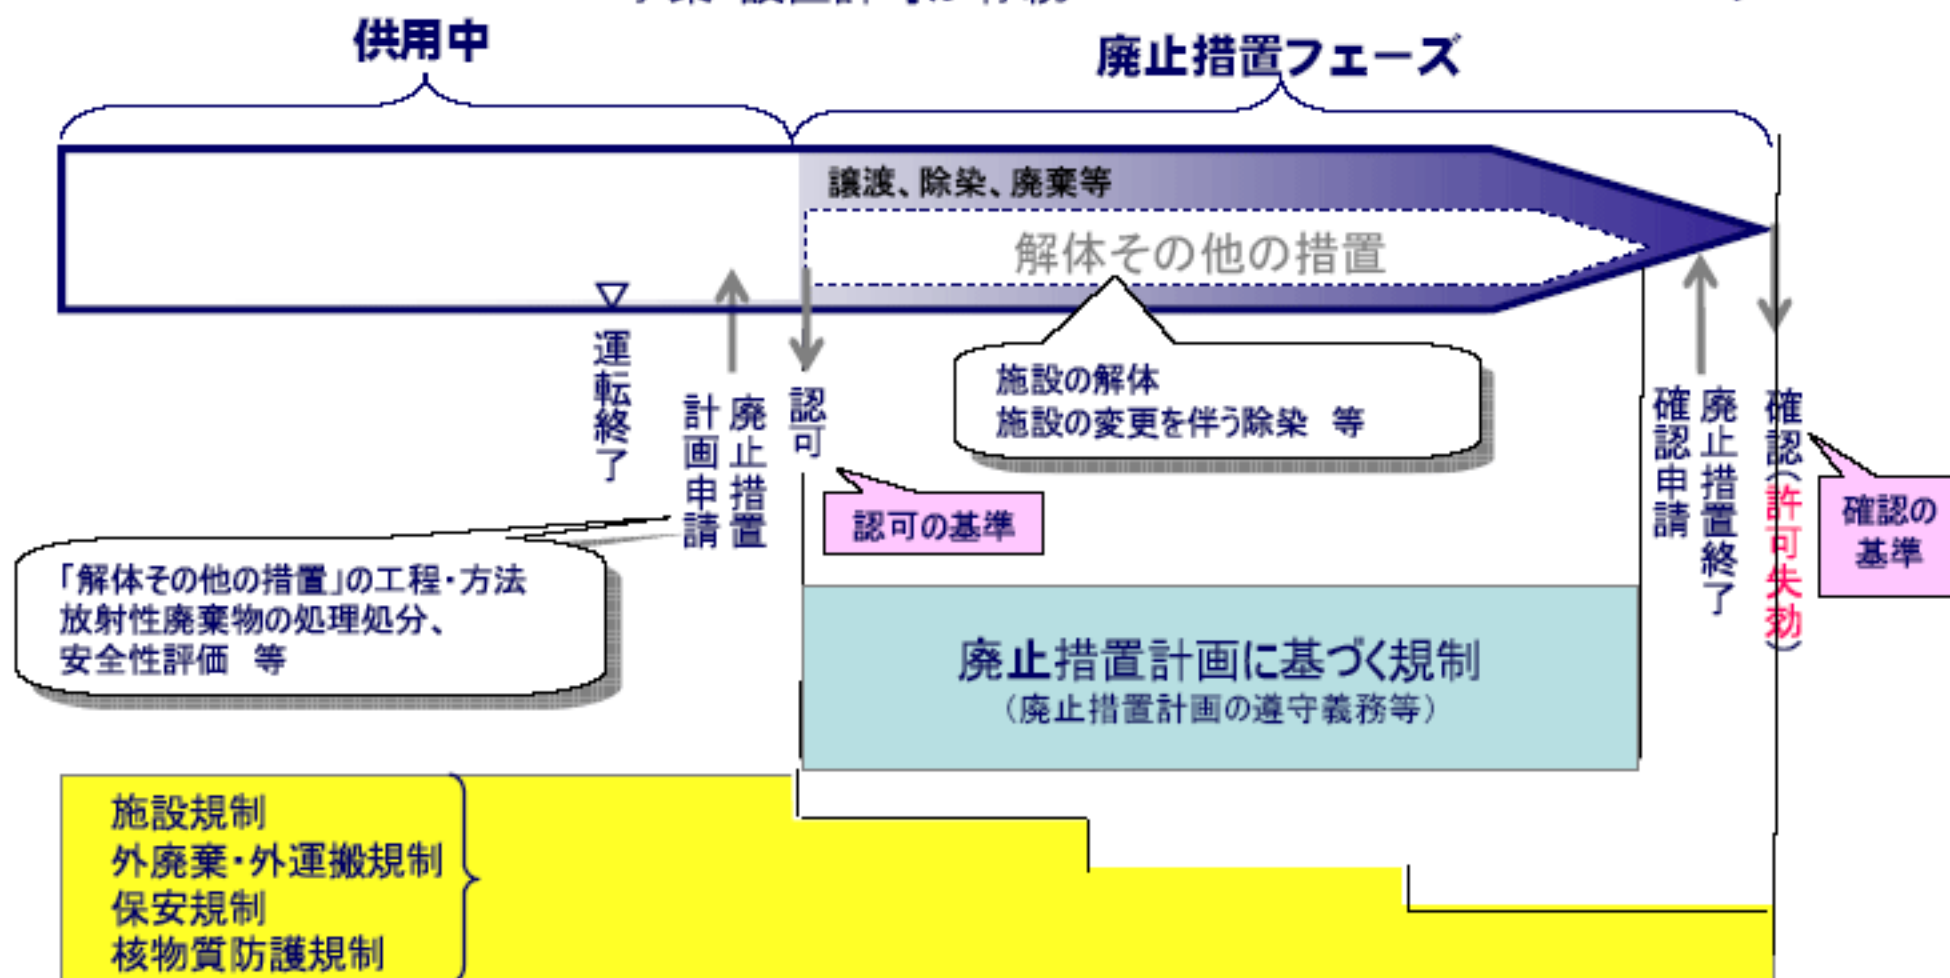 供用中
廃止措置フェーズ
譲渡、除染、廃棄等
解体その他の措置
運転終了
廃止措置
計画申請
認可
施設の解体
施設の変更を伴う除染 等
廃止措置終了
確認申請
確認(許可失効)
認可の基準
確認の
基準
「解体その他の措置」の工程・方法
放射性廃棄物の処理処分、
安全性評価 等
廃止措置計画に基づく規制
(廃止措置計画の遵守義務等)
施設規制
外廃棄・外運搬規制
保安規制
核物質防護規制